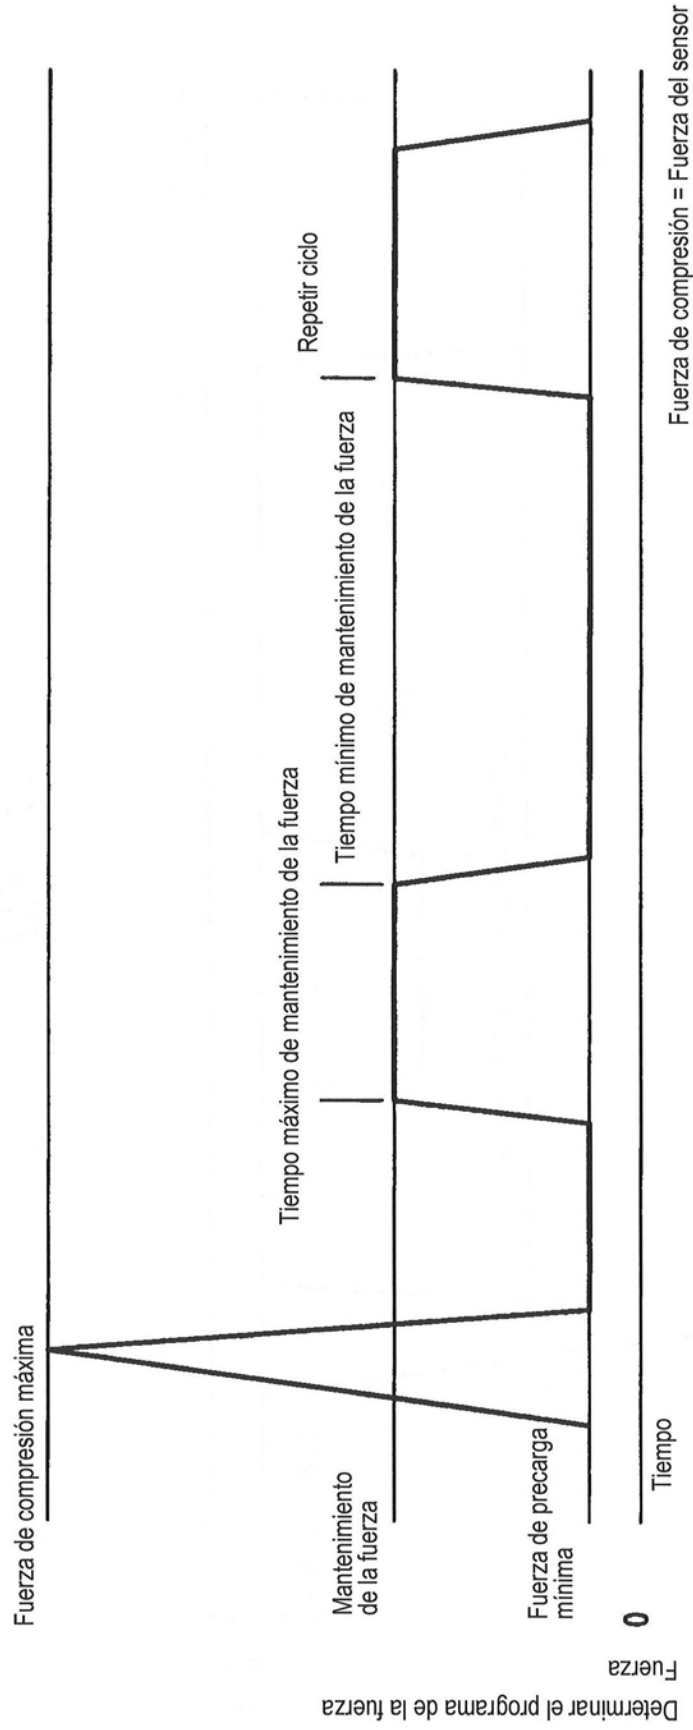 Fuerza de compresión máxima
Tiempo máximo de mantenimiento de la fuerza
Repetir ciclo
Tiempo mínimo de mantenimiento de la fuerza
Mantenimiento
de la fuerza
Fuerza de precarga
mínima
0
Tiempo
Fuerza de compresión = Fuerza del sensor
Fuerza
Determinar el programa de la fuerza